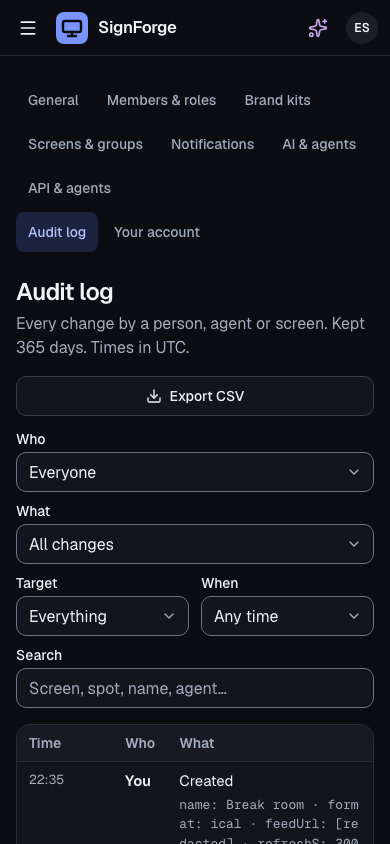 SignForge
ES
General Members & roles Brand kits
Screens & groups Notifications AI & agents
API & agents
Audit log Your account
Audit log
Every change by a person, agent or screen. Kept
365 days. Times in UTC.
Export CSV
Who
Everyone
What
All changes
Target When
Everything Any time
Search
Screen, spot, name, agent…
Time Who What
22:35 You Created
name: Break room · form
at: ical · feedUrl: [re
dacted] · refreshS: 300